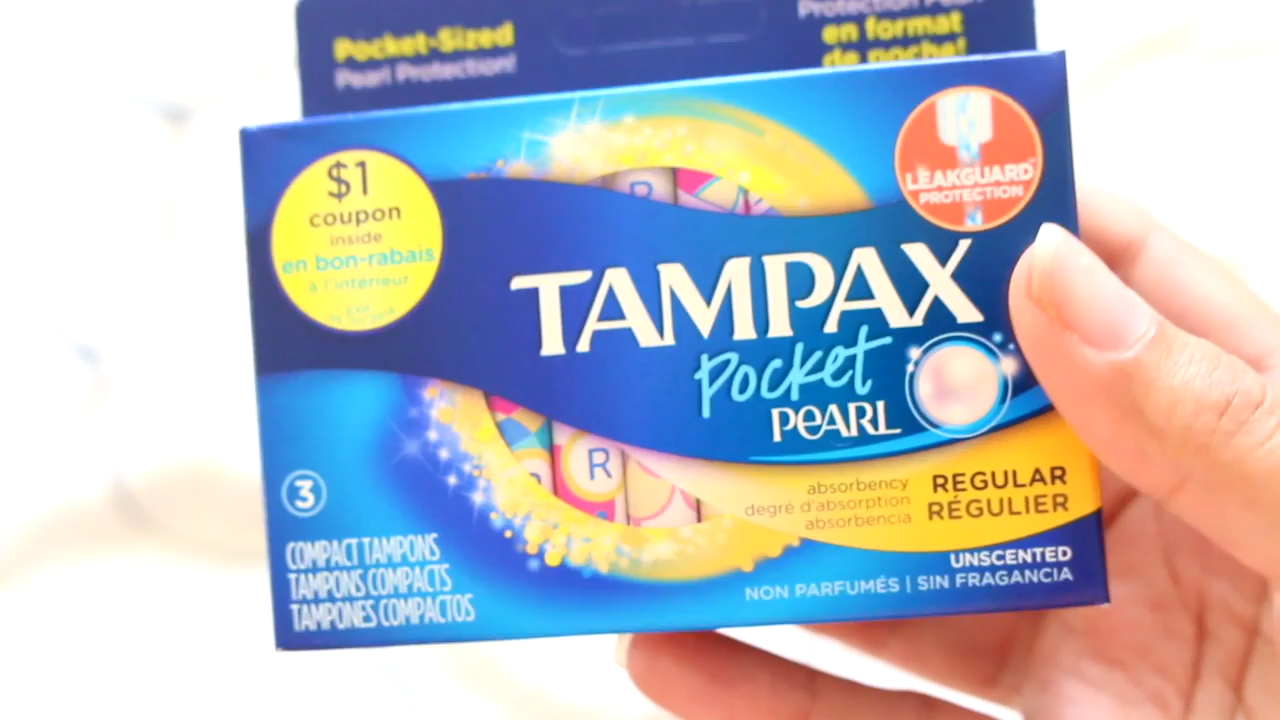 Pocket-Sized
Pearl Protection!
Protection Pearl
en format
de poche!
$1
coupon
inside
en bon-rabais
à l'intérieur
LEAKGUARD
PROTECTION
TAMPAX
Pocket
PEARL
R
R
absorbency
degré d'absorption
absorbencia
REGULAR
RÉGULIER
3
COMPACT TAMPONS
TAMPONS COMPACTS
TAMPONES COMPACTOS
UNSCENTED
NON PARFUMÉS | SIN FRAGANCIA